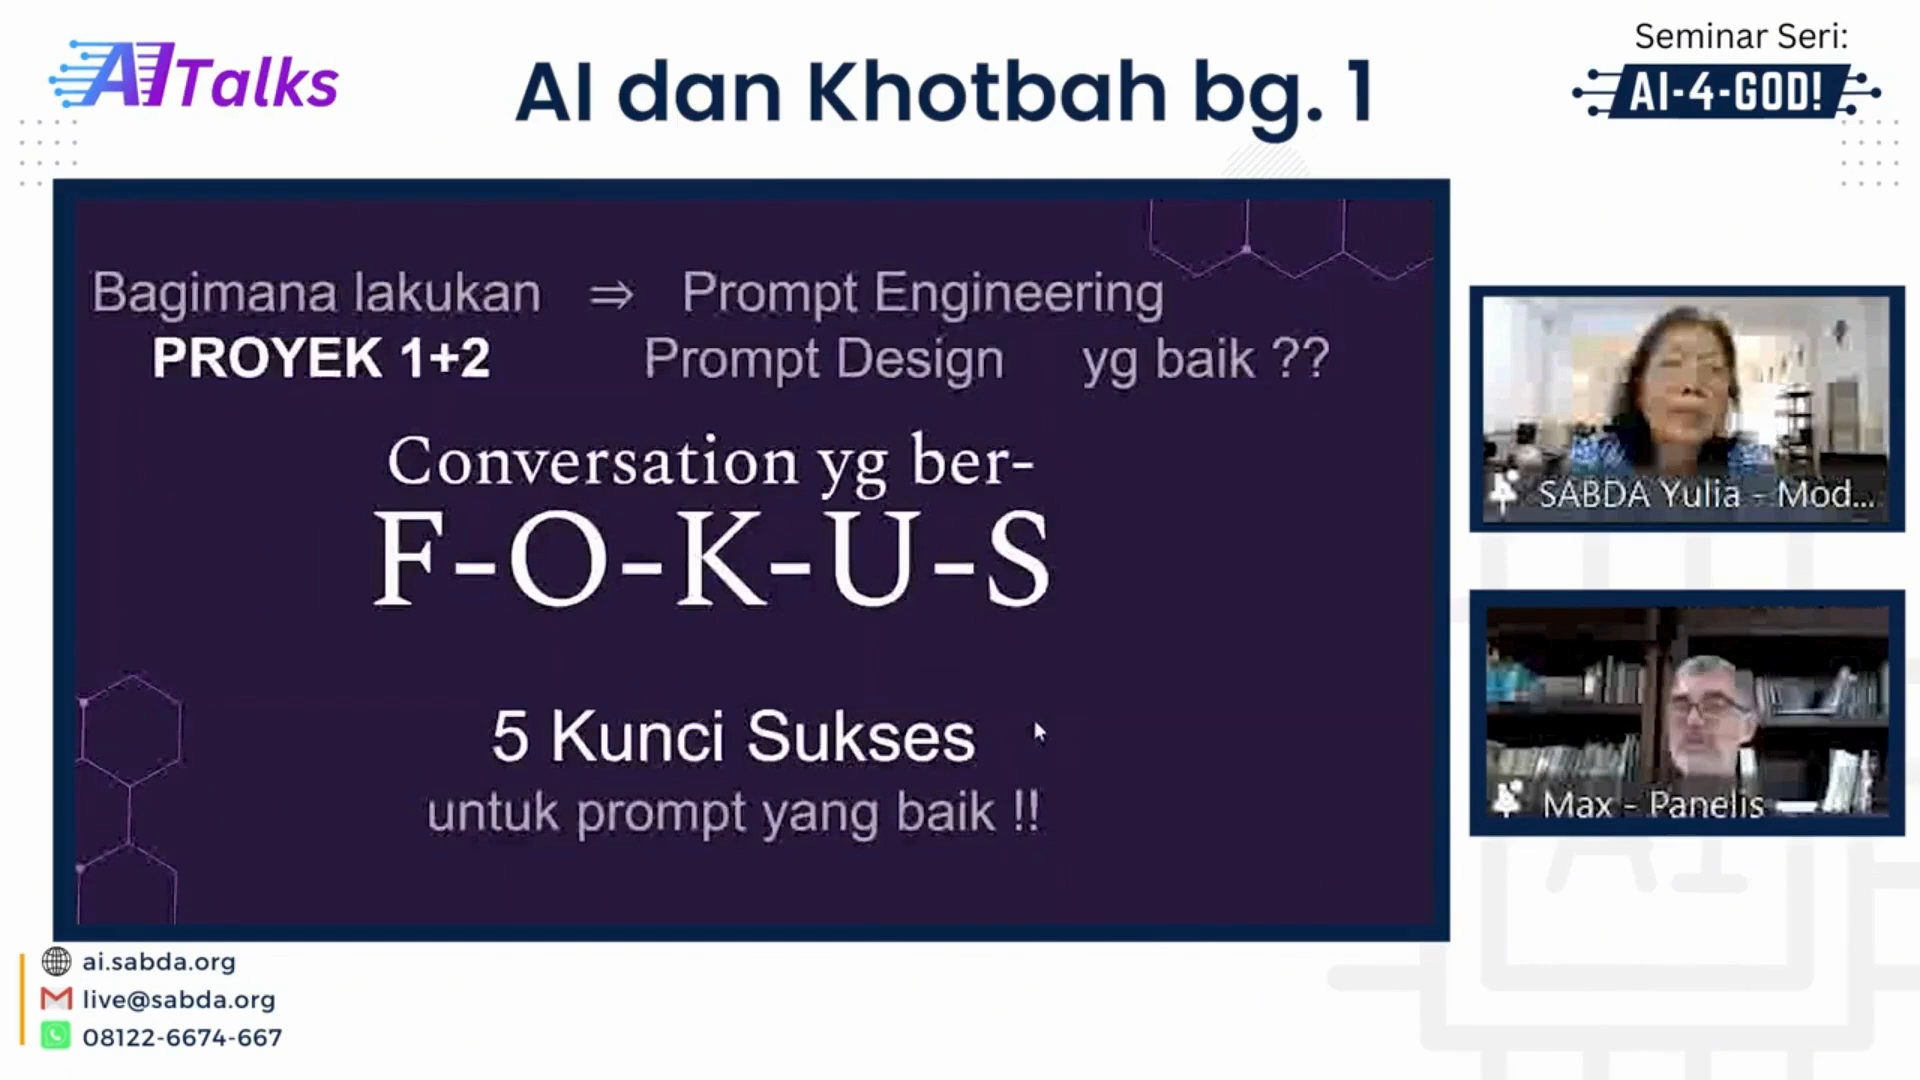 AI Talks
AI dan Khotbah bg. 1
Seminar Seri:
AI-4-GOD!
Bagimana lakukan ⇒ Prompt Engineering
PROYEK 1+2 Prompt Design yg baik ??
Conversation yg ber-
F-O-K-U-S
5 Kunci Sukses
untuk prompt yang baik !!
SABDA Yulia - Mod...
Max - Panelis
AI
ai.sabda.org
live@sabda.org
08122-6674-667